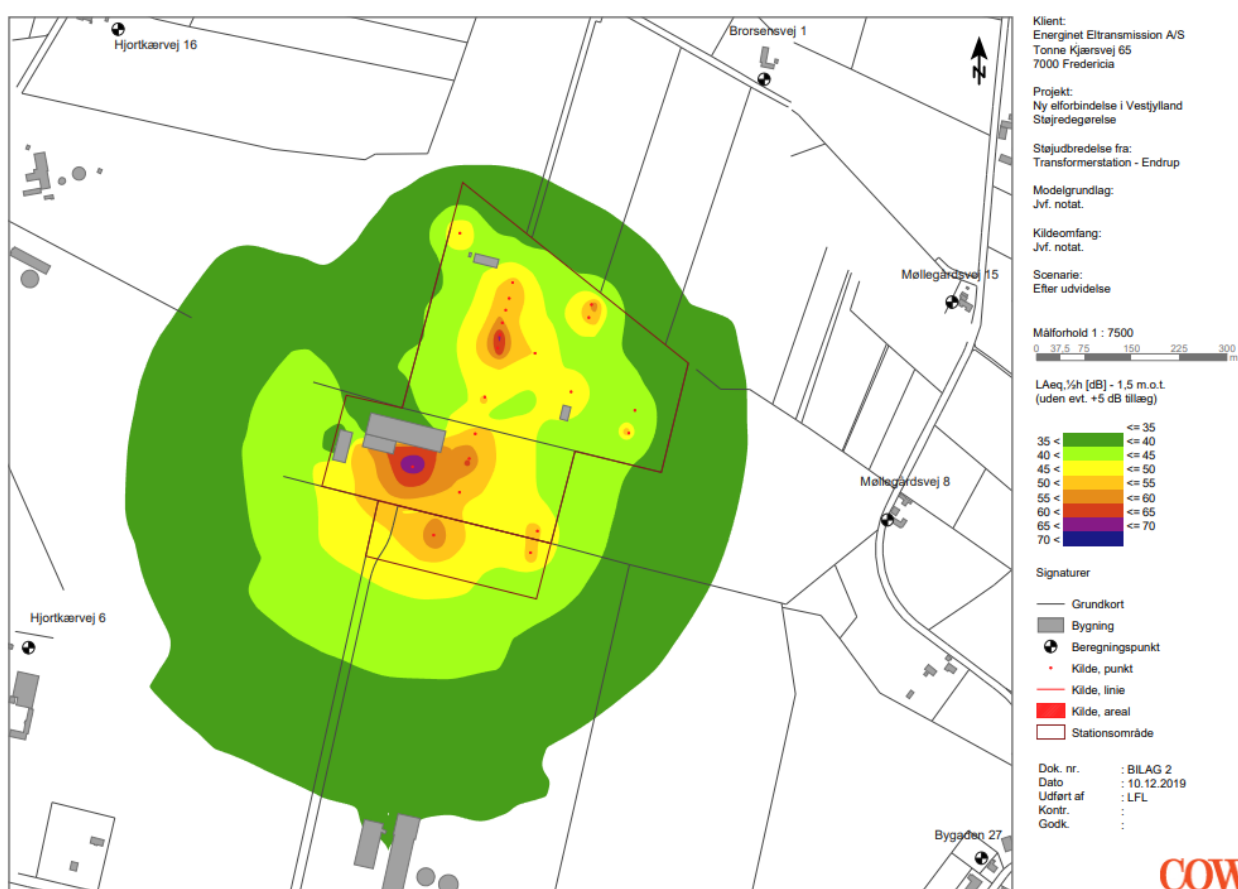 Hjortkærvej 16
Brorsensvej 1
N
Møllegårdsvej 15
Møllegårdsvej 8
Hjortkærvej 6
Bygaden 27
Klient:
Energinet Eltransmission A/S
Tonne Kjærsvej 65
7000 Fredericia
Projekt:
Ny elforbindelse i Vestjylland
Støjredegørelse
Støjudbredelse fra:
Transformerstation - Endrup
Modelgrundlag:
Jvf. notat.
Kildeomfang:
Jvf. notat.
Scenarie:
Efter udvidelse
Målforhold 1 : 7500
0 37,5 75 150 225 300
m
LAeq,½h [dB] - 1,5 m.o.t.
(uden evt. +5 dB tillæg)
<= 35
35 < <= 40
40 < <= 45
45 < <= 50
50 < <= 55
55 < <= 60
60 < <= 65
65 < <= 70
70 <
Signaturer
Grundkort
Bygning
Beregningspunkt
Kilde, punkt
Kilde, linie
Kilde, areal
Stationsområde
Dok. nr. : BILAG 2
Dato : 10.12.2019
Udført af : LFL
Kontr. :
Godk. :
COW